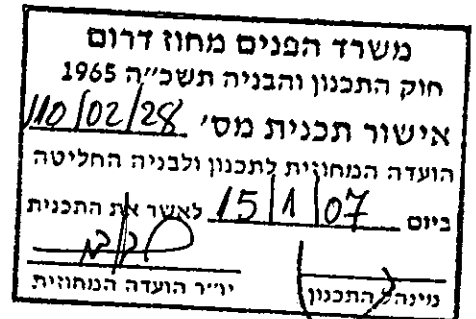 משרד הפנים מחוז דרום
חוק התכנון והבניה תשכ״ה 1965
אישור תכנית מס׳ 110/02/28
הועדה המחוזית לתכנון ולבניה החליטה
ביום 15/1/07 לאשר את התכנית
מינהל התכנון יו״ר הועדה המחוזית